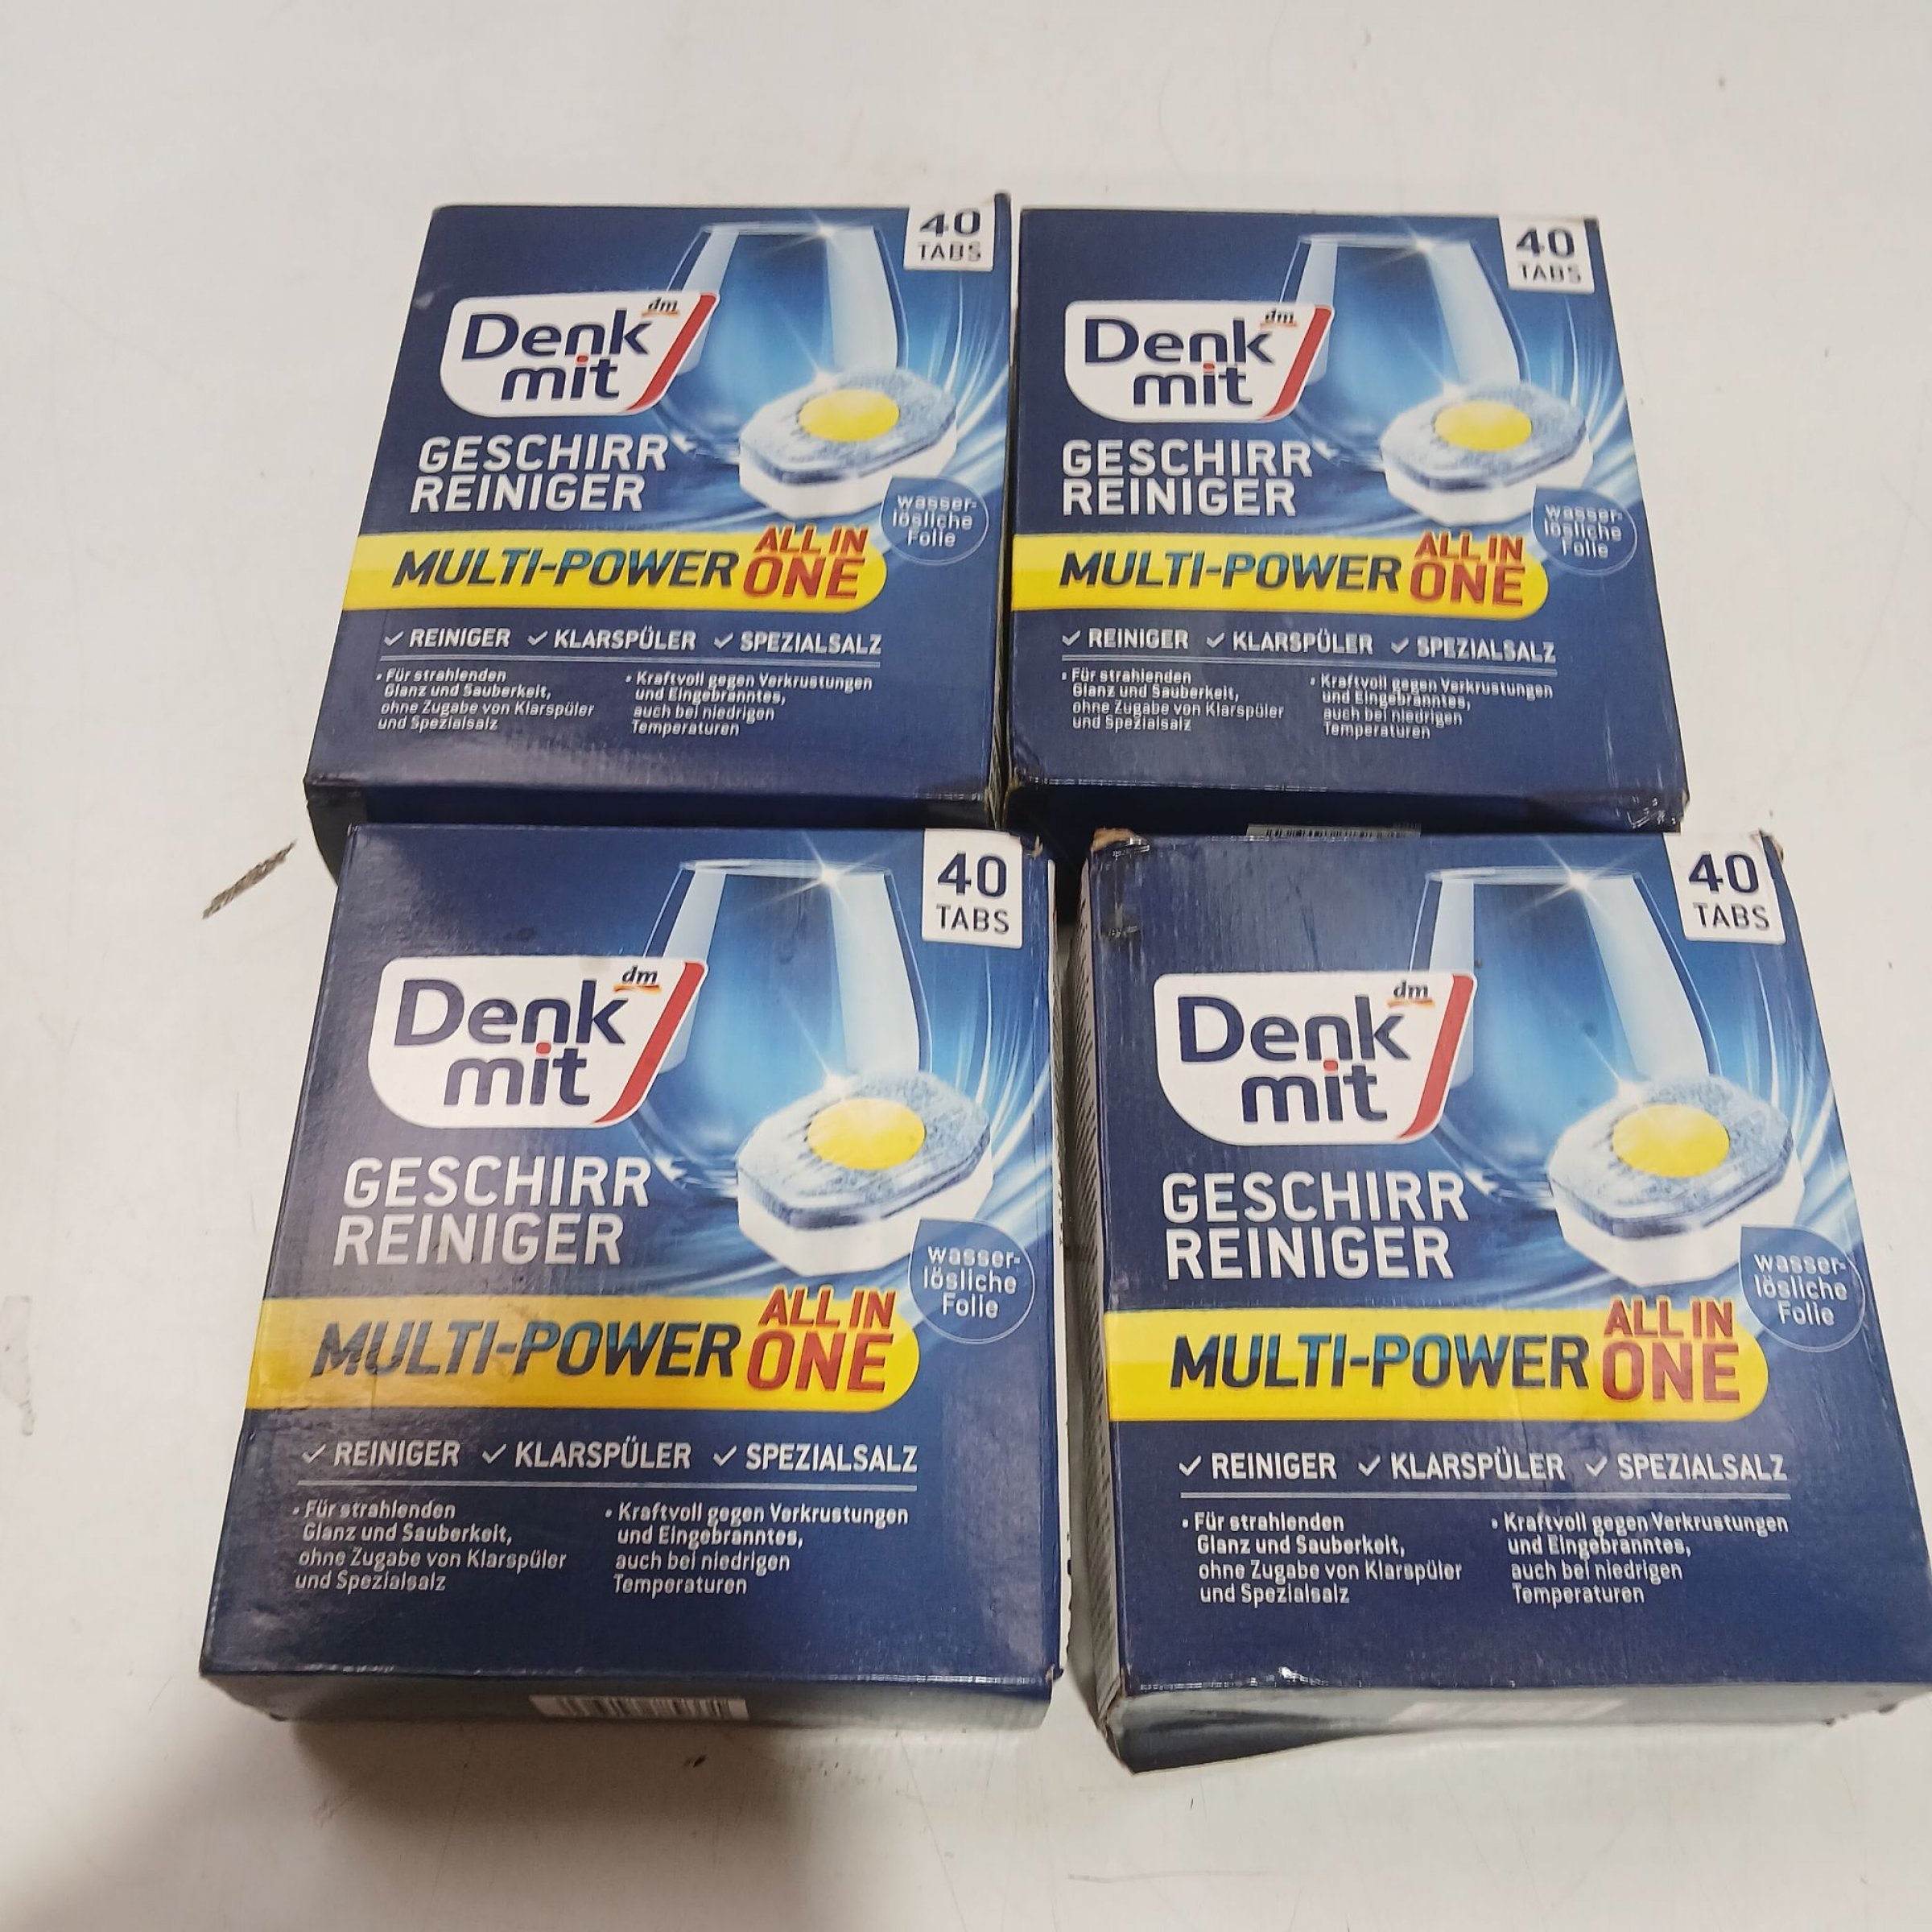 40
TABS
dm
Denk
mit
GESCHIRR
REINIGER
wasser-
lösliche
Folie
MULTI-POWER ALL IN
ONE
✓ REINIGER ✓ KLARSPÜLER ✓ SPEZIALSALZ
• Für strahlenden
Glanz und Sauberkeit,
ohne Zugabe von Klarspüler
und Spezialsalz
• Kraftvoll gegen Verkrustungen
und Eingebranntes,
auch bei niedrigen
Temperaturen
40
TABS
dm
Denk
mit
GESCHIRR
REINIGER
wasser-
lösliche
Folie
MULTI-POWER ALL IN
ONE
✓ REINIGER ✓ KLARSPÜLER ✓ SPEZIALSALZ
• Für strahlenden
Glanz und Sauberkeit,
ohne Zugabe von Klarspüler
und Spezialsalz
• Kraftvoll gegen Verkrustungen
und Eingebranntes,
auch bei niedrigen
Temperaturen
40
TABS
dm
Denk
mit
GESCHIRR
REINIGER
wasser-
lösliche
Folie
MULTI-POWER ALL IN
ONE
✓ REINIGER ✓ KLARSPÜLER ✓ SPEZIALSALZ
• Für strahlenden
Glanz und Sauberkeit,
ohne Zugabe von Klarspüler
und Spezialsalz
• Kraftvoll gegen Verkrustungen
und Eingebranntes,
auch bei niedrigen
Temperaturen
40
TABS
dm
Denk
mit
GESCHIRR
REINIGER
wasser-
lösliche
Folie
MULTI-POWER ALL IN
ONE
✓ REINIGER ✓ KLARSPÜLER ✓ SPEZIALSALZ
• Für strahlenden
Glanz und Sauberkeit,
ohne Zugabe von Klarspüler
und Spezialsalz
• Kraftvoll gegen Verkrustungen
und Eingebranntes,
auch bei niedrigen
Temperaturen